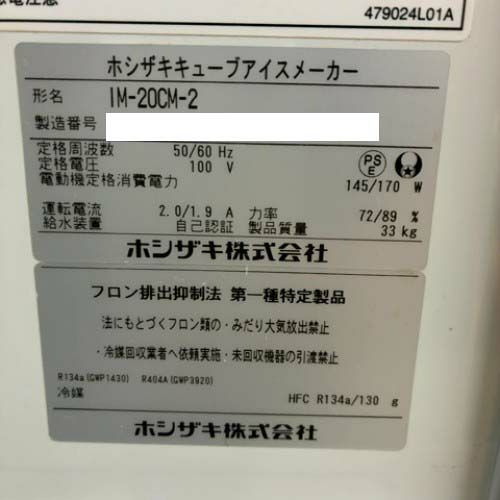 479024L01A
ホシザキキューブアイスメーカー
形名 IM-20CM-2
製造番号
定格周波数 50/60 Hz
定格電圧 100 V
電動機定格消費電力 145/170 W
PS
E
運転電流 2.0/1.9 A 力率 72/89 %
給水装置 自己認証 製品質量 33 kg
ホシザキ株式会社
フロン排出抑制法 第一種特定製品
法にもとづくフロン類の・みだり大気放出禁止
・冷媒回収業者へ依頼実施・未回収機器の引渡禁止
R134a(GWP1430) R404A(GWP3920)
冷媒 HFC R134a/130 g
ホシザキ株式会社